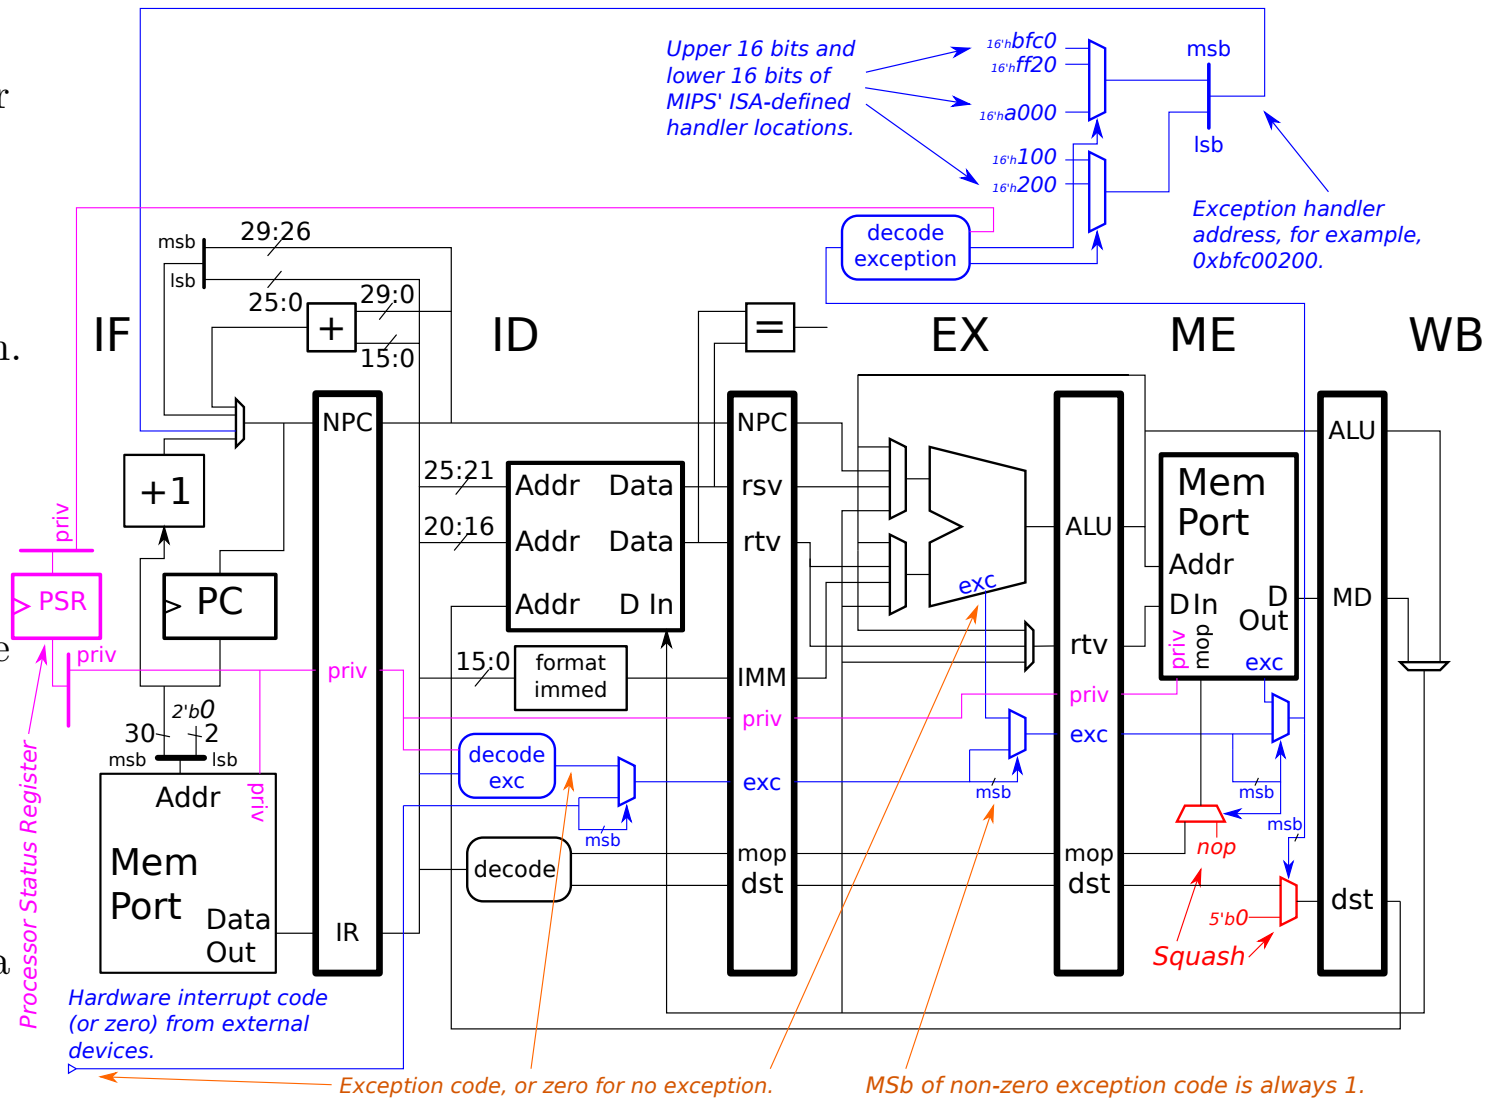 r
n.
e
a
Upper 16 bits and
lower 16 bits of
MIPS' ISA-defined
handler locations.
16'hbfc0
16'hff20
16'ha000
16'h100
16'h200
msb
lsb
Exception handler
address, for example,
0xbfc00200.
decode
exception
msb
lsb
29:26
25:0
29:0
15:0
+
=
IF
ID
EX
ME
WB
NPC
+1
priv
PSR
PC
priv
priv
IR
2'b0
30
2
msb
lsb
Addr
priv
Mem
Port
Data
Out
Processor Status Register
Hardware interrupt code
(or zero) from external
devices.
25:21
20:16
Addr
Data
Addr
Data
Addr
D In
15:0
format
immed
decode
exc
msb
decode
NPC
rsv
rtv
IMM
priv
exc
mop
dst
exc
msb
ALU
rtv
priv
exc
mop
dst
Mem
Port
Addr
D In
D
Out
priv
mop
exc
msb
msb
nop
5'b0
Squash
ALU
MD
dst
Exception code, or zero for no exception.
MSb of non-zero exception code is always 1.